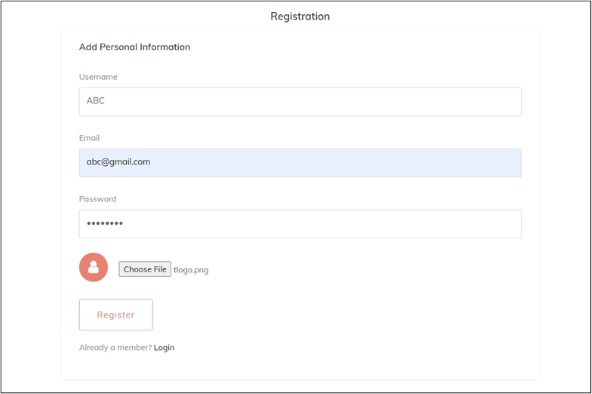 Registration
Add Personal Information
Username
ABC
Email
abc@gmail.com
Password
••••••••
Choose File tlogo.png
Register
Already a member? Login